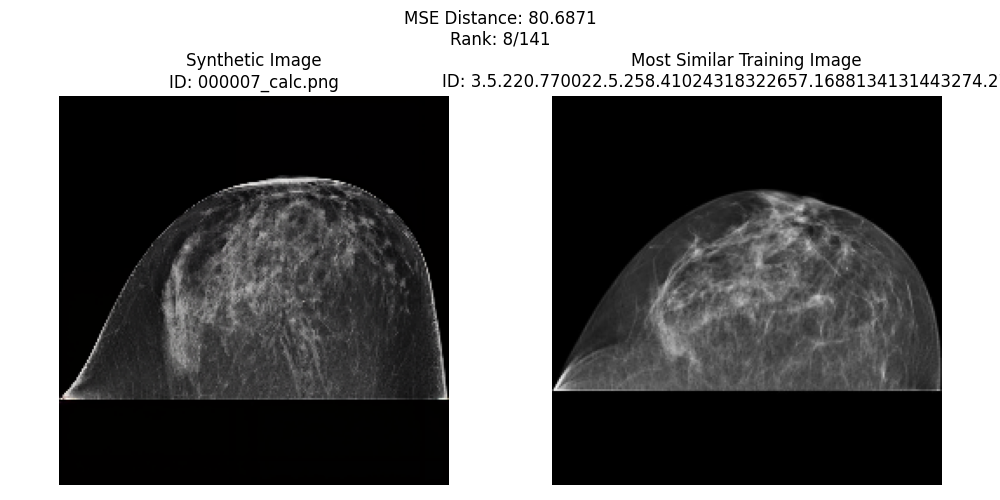 MSE Distance: 80.6871
Rank: 8/141
Synthetic Image
ID: 000007_calc.png
Most Similar Training Image
ID: 3.5.220.770022.5.258.41024318322657.1688134131443274.2